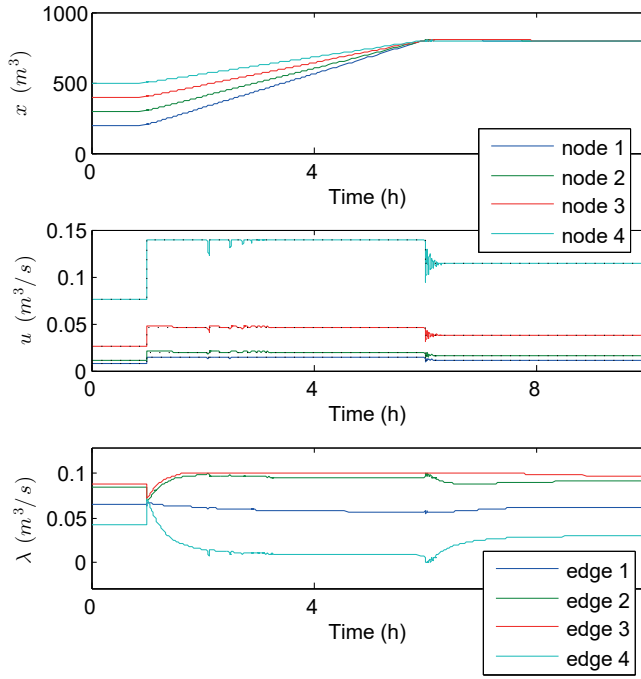 1000
500
0
x (m³)
0
4
Time (h)
node 1
node 2
node 3
node 4
0.15
0.1
0.05
0
u (m³/s)
0
4
8
Time (h)
0.1
0.05
0
λ (m³/s)
0
4
Time (h)
edge 1
edge 2
edge 3
edge 4